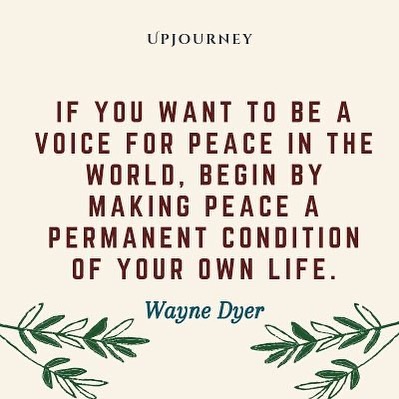 UPJOURNEY
IF YOU WANT TO BE A
VOICE FOR PEACE IN THE
WORLD, BEGIN BY
MAKING PEACE A
PERMANENT CONDITION
OF YOUR OWN LIFE.
Wayne Dyer